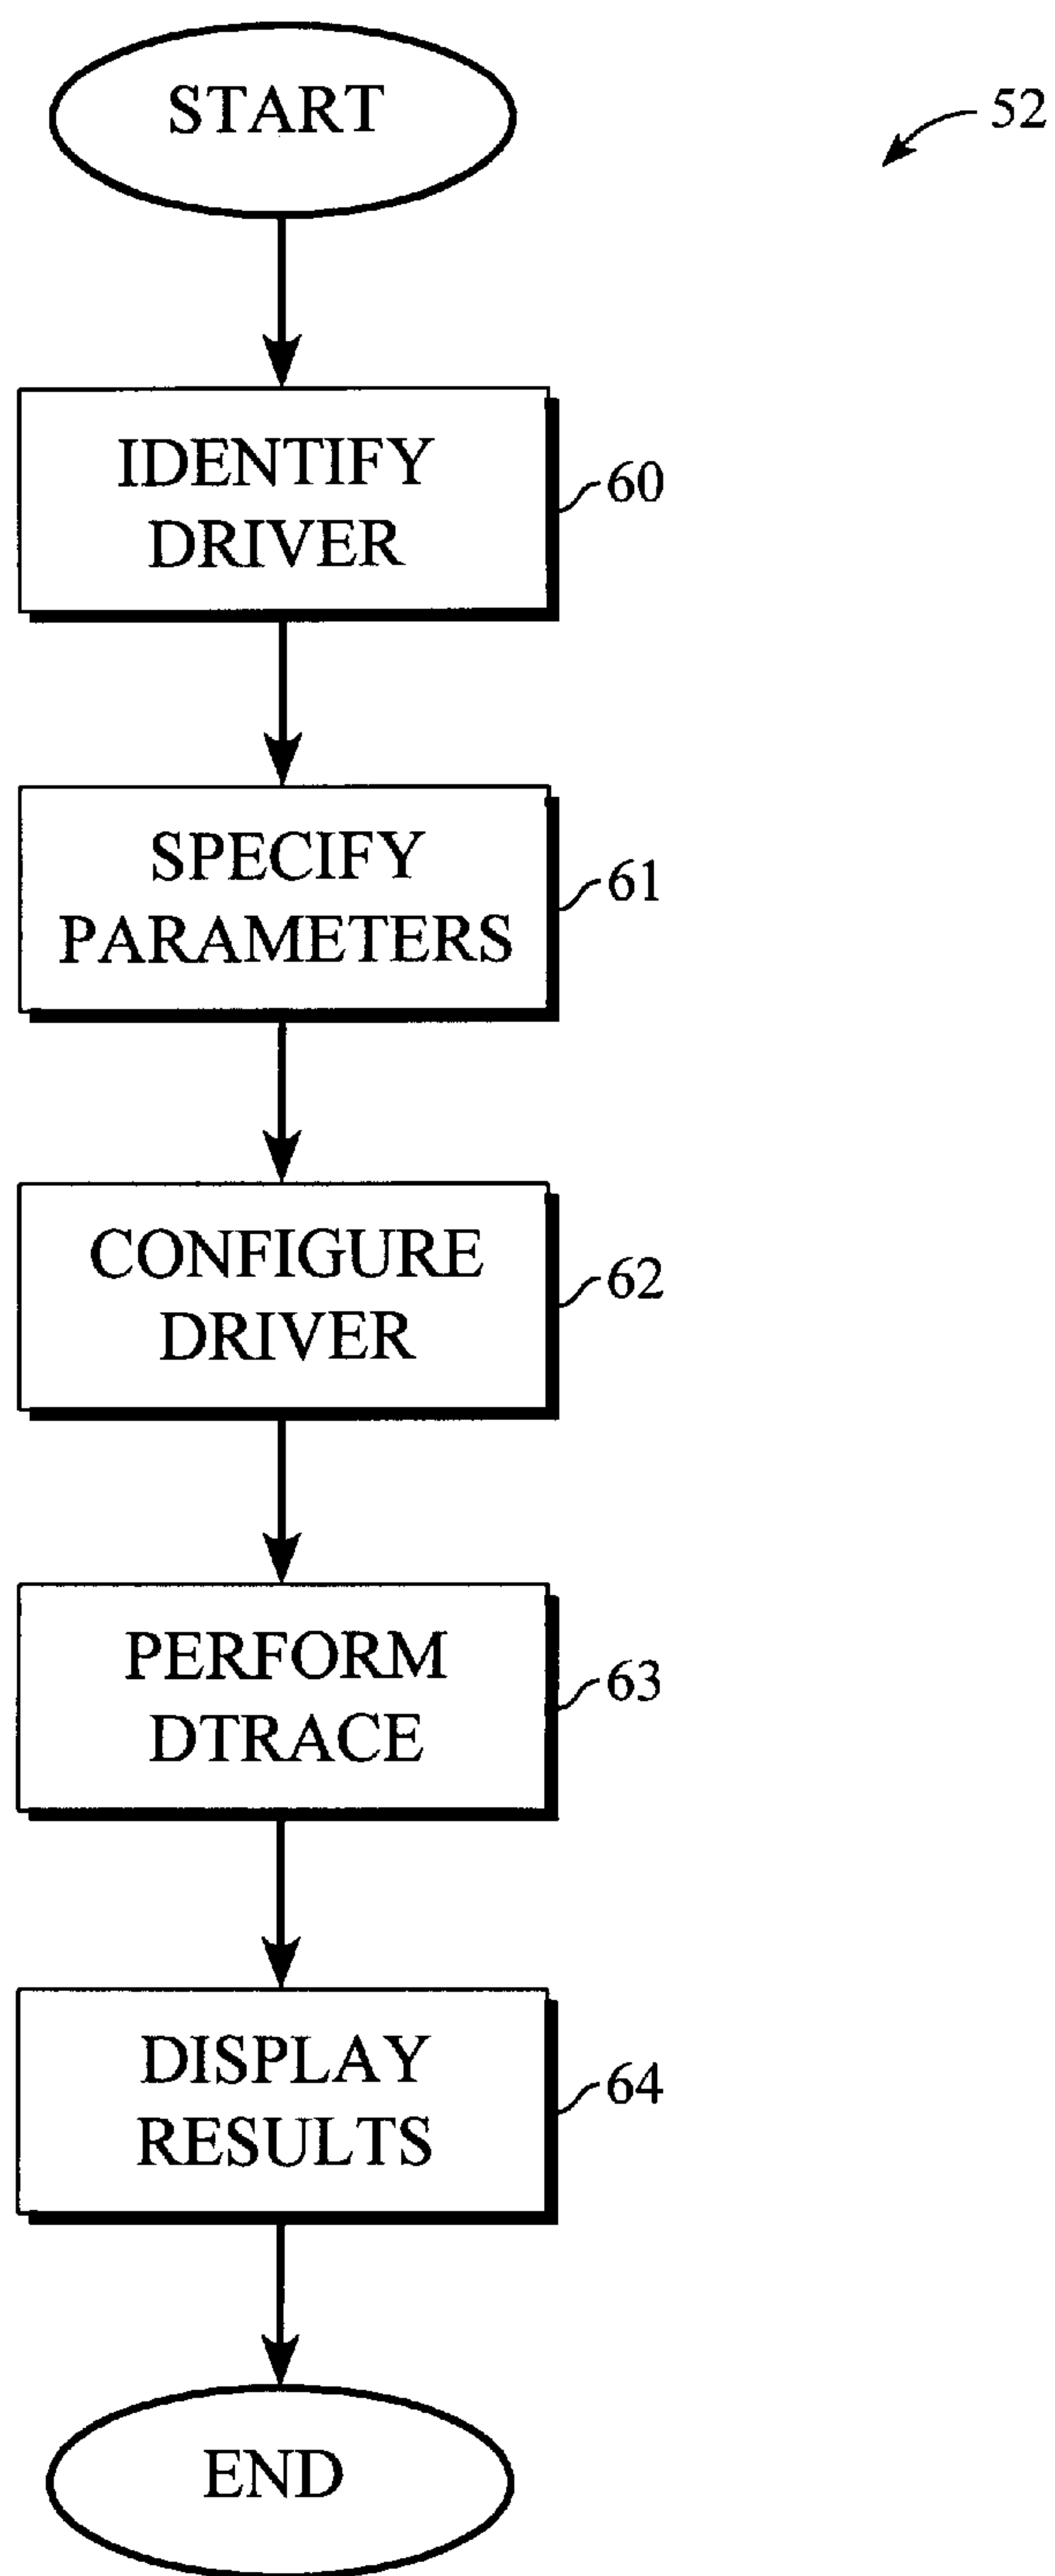 START
52
IDENTIFY
DRIVER
60
SPECIFY
PARAMETERS
61
CONFIGURE
DRIVER
62
PERFORM
DTRACE
63
DISPLAY
RESULTS
64
END